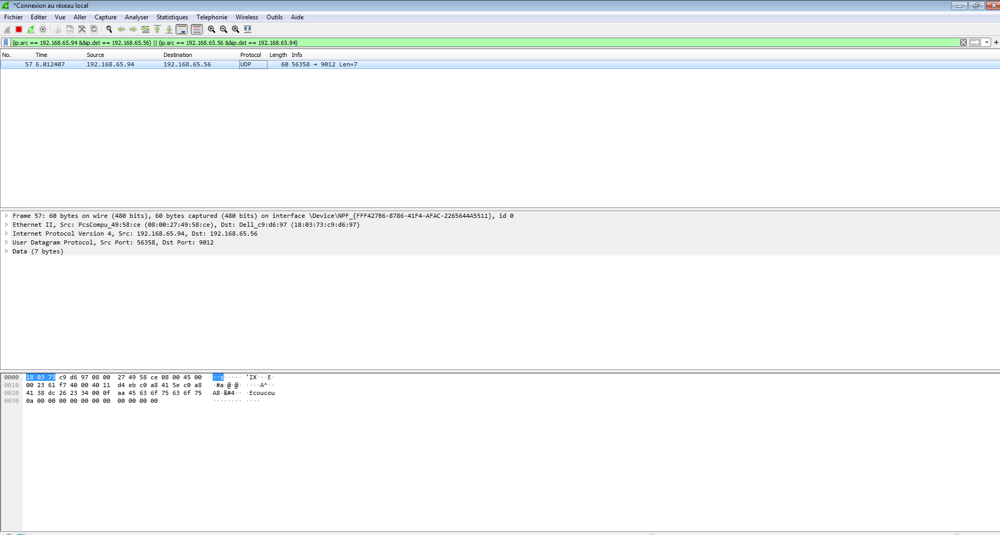 *Connexion au réseau local
Fichier Editer Vue Aller Capture Analyser Statistiques Telephonie Wireless Outils Aide
(ip.src == 192.168.65.94 &&ip.dst == 192.168.65.56) || (ip.src == 192.168.65.56 &&ip.dst == 192.168.65.94)
No. Time Source Destination Protocol Length Info
57 6.012407 192.168.65.94 192.168.65.56 UDP 60 56358 → 9012 Len=7
Frame 57: 60 bytes on wire (480 bits), 60 bytes captured (480 bits) on interface \Device\NPF_{FFF427B6-8786-41F4-AFAC-2265644A5511}, id 0
Ethernet II, Src: PcsCompu_49:58:ce (08:00:27:49:58:ce), Dst: Dell_c9:d6:97 (18:03:73:c9:d6:97)
Internet Protocol Version 4, Src: 192.168.65.94, Dst: 192.168.65.56
User Datagram Protocol, Src Port: 56358, Dst Port: 9012
Data (7 bytes)
0000 18 03 73 c9 d6 97 08 00 27 49 58 ce 08 00 45 00 ··s····· 'IX···E·
0010 00 23 61 f7 40 00 40 11 d4 eb c0 a8 41 5e c0 a8 ·#a·@·@· ····A^··
0020 41 38 dc 26 23 34 00 0f aa 45 63 6f 75 63 6f 75 A8·&#4·· ·Ecoucou
0030 0a 00 00 00 00 00 00 00 00 00 00 00 ········ ····